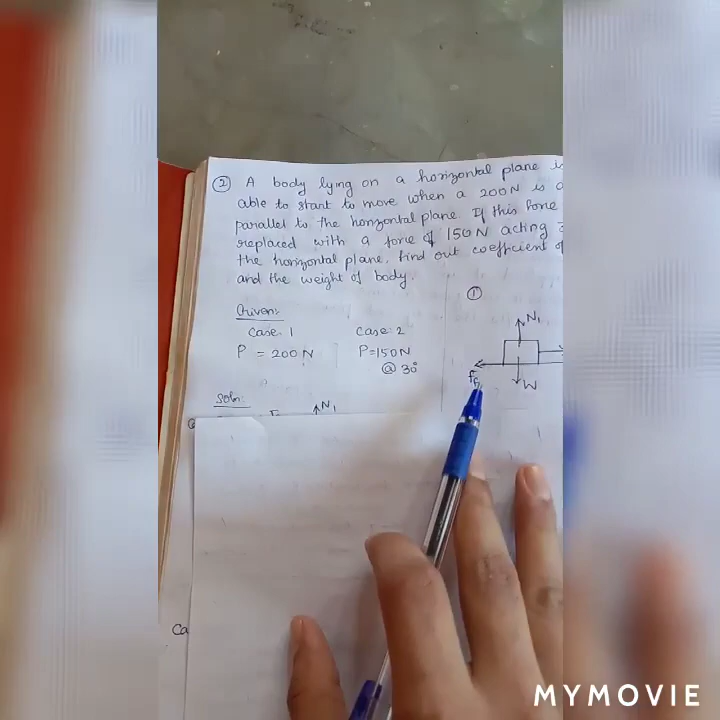 ② A body lying on a horizontal plane is
able to start to move when a 200N is a
parallel to the horizontal plane. If this force
replaced with a force of 150N acting
the horizontal plane, find out coefficient of
and the weight of body.
Given:
Case. 1
P = 200 N
Case: 2
P=150N
@ 30°
①
N₁
W
Soln:
N₁
Ca
MYMOVIE